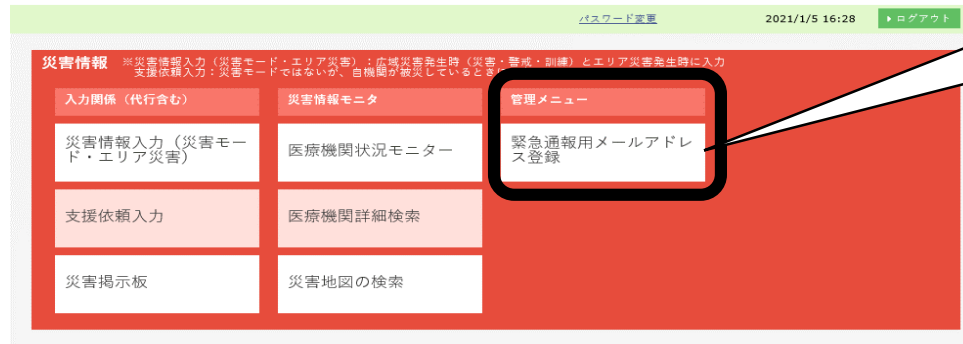 パスワード変更
2021/1/5 16:28
ログアウト
災害情報 ※災害情報入力（災害モード・エリア災害）：広域災害発生時（災害・警戒・訓練）とエリア災害発生時に入力
支援依頼入力：災害モードではないが、自機関が被災しているとき
入力関係（代行含む）
災害情報入力（災害モー
ド・エリア災害）
支援依頼入力
災害掲示板
災害情報モニタ
医療機関状況モニター
医療機関詳細検索
災害地図の検索
管理メニュー
緊急通報用メールアドレ
ス登録